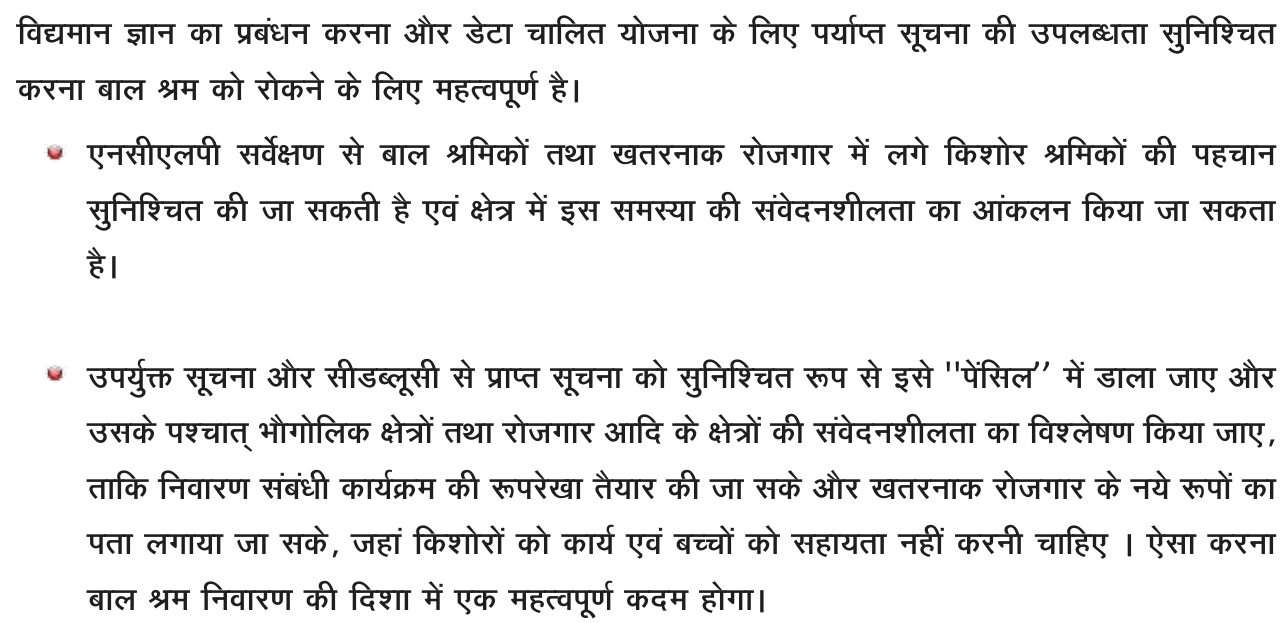 विद्यमान ज्ञान का प्रबंधन करना और डेटा चालित योजना के लिए पर्याप्त सूचना की उपलब्धता सुनिश्चित
करना बाल श्रम को रोकने के लिए महत्वपूर्ण है।
एनसीएलपी सर्वेक्षण से बाल श्रमिकों तथा खतरनाक रोजगार में लगे किशोर श्रमिकों की पहचान
सुनिश्चित की जा सकती है एवं क्षेत्र में इस समस्या की संवेदनशीलता का आंकलन किया जा सकता
है।
उपर्युक्त सूचना और सीडब्लूसी से प्राप्त सूचना को सुनिश्चित रूप से इसे ''पेंसिल’’ में डाला जाए और
उसके पश्चात् भौगोलिक क्षेत्रों तथा रोजगार आदि के क्षेत्रों की संवेदनशीलता का विश्लेषण किया जाए,
ताकि निवारण संबंधी कार्यक्रम की रूपरेखा तैयार की जा सके और खतरनाक रोजगार के नये रूपों का
पता लगाया जा सके, जहां किशोरों को कार्य एवं बच्चों को सहायता नहीं करनी चाहिए । ऐसा करना
बाल श्रम निवारण की दिशा में एक महत्वपूर्ण कदम होगा।